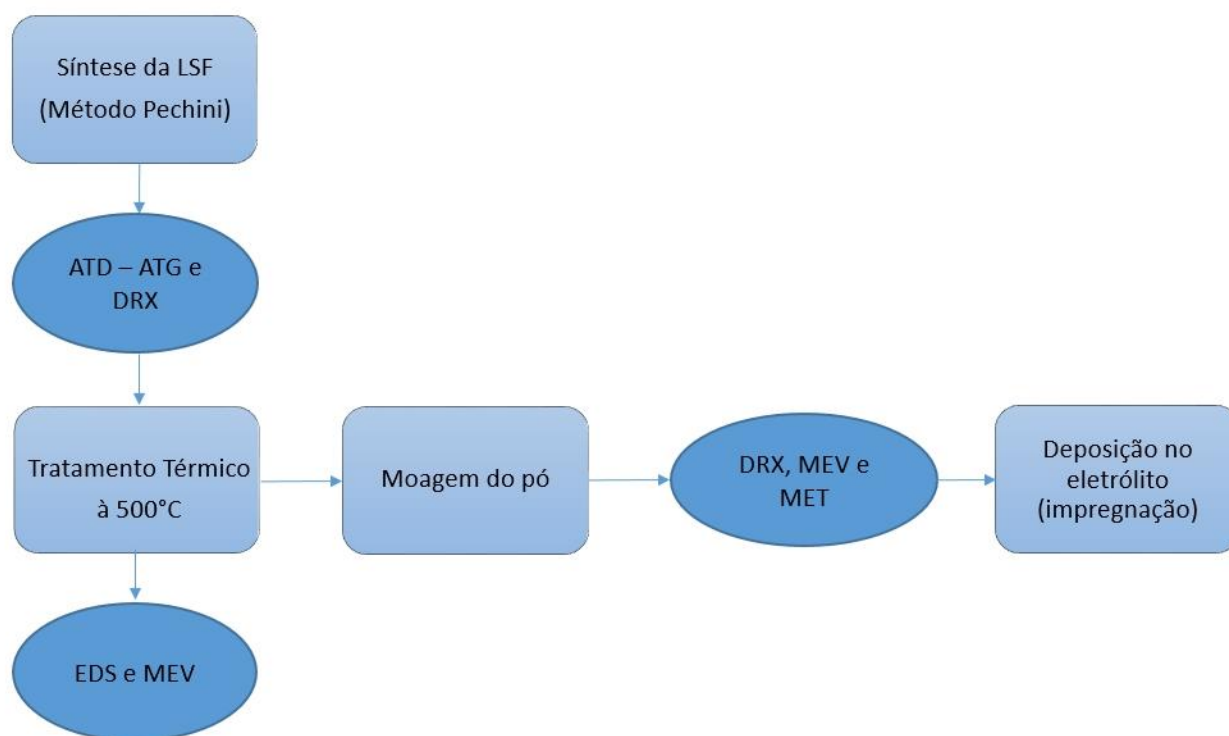 Síntese da LSF
(Método Pechini)
ATD – ATG e
DRX
Tratamento Térmico
à 500°C
Moagem do pó
DRX, MEV e
MET
Deposição no
eletrólito
(impregnação)
EDS e MEV